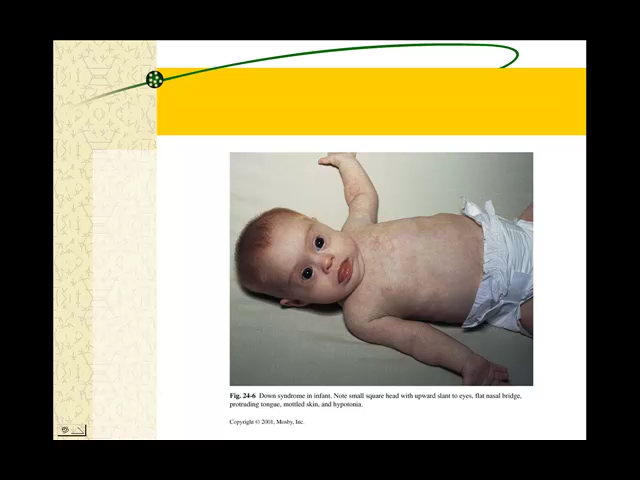 Fig. 24-6 Down syndrome in infant. Note small square head with upward slant to eyes, flat nasal bridge,
protruding tongue, mottled skin, and hypotonia.
Copyright © 2001, Mosby, Inc.